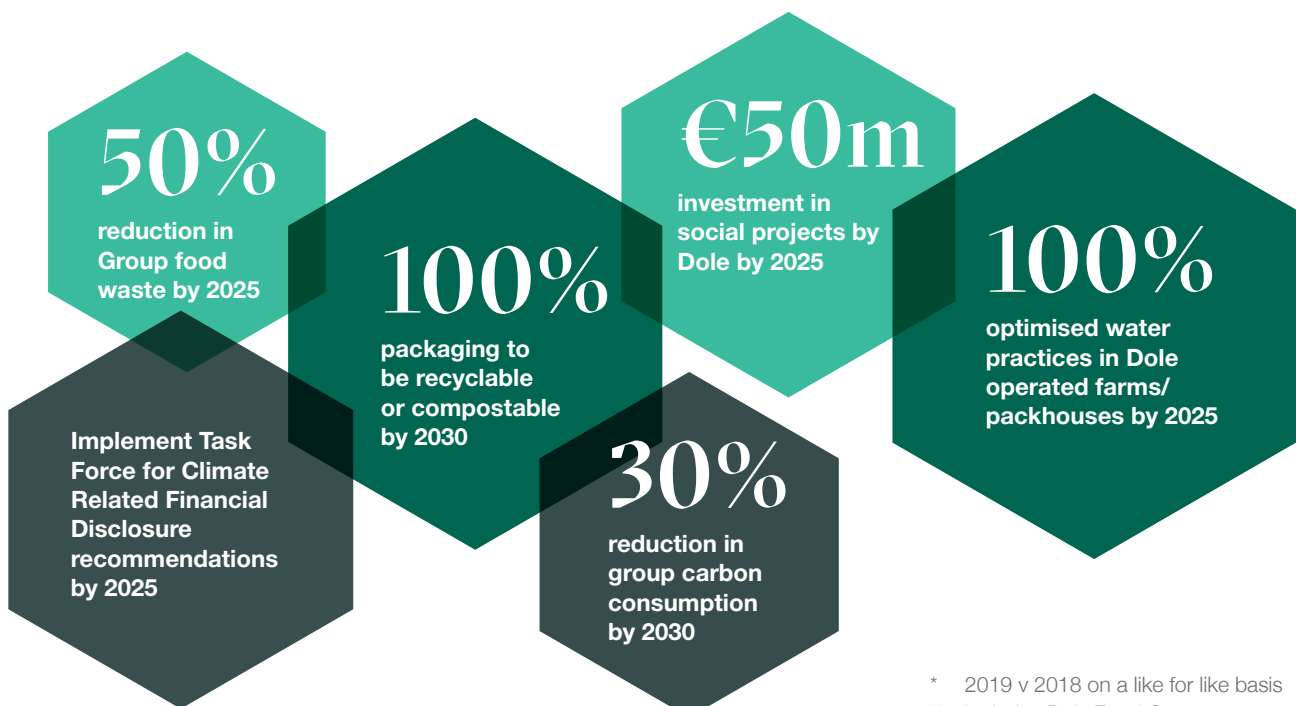 50%
reduction in
Group food
waste by 2025
100%
packaging to
be recyclable
or compostable
by 2030
€50m
investment in
social projects by
Dole by 2025
100%
optimised water
practices in Dole
operated farms/
packhouses by 2025
Implement Task
Force for Climate
Related Financial
Disclosure
recommendations
by 2025
30%
reduction in
group carbon
consumption
by 2030
* 2019 v 2018 on a like for like basis